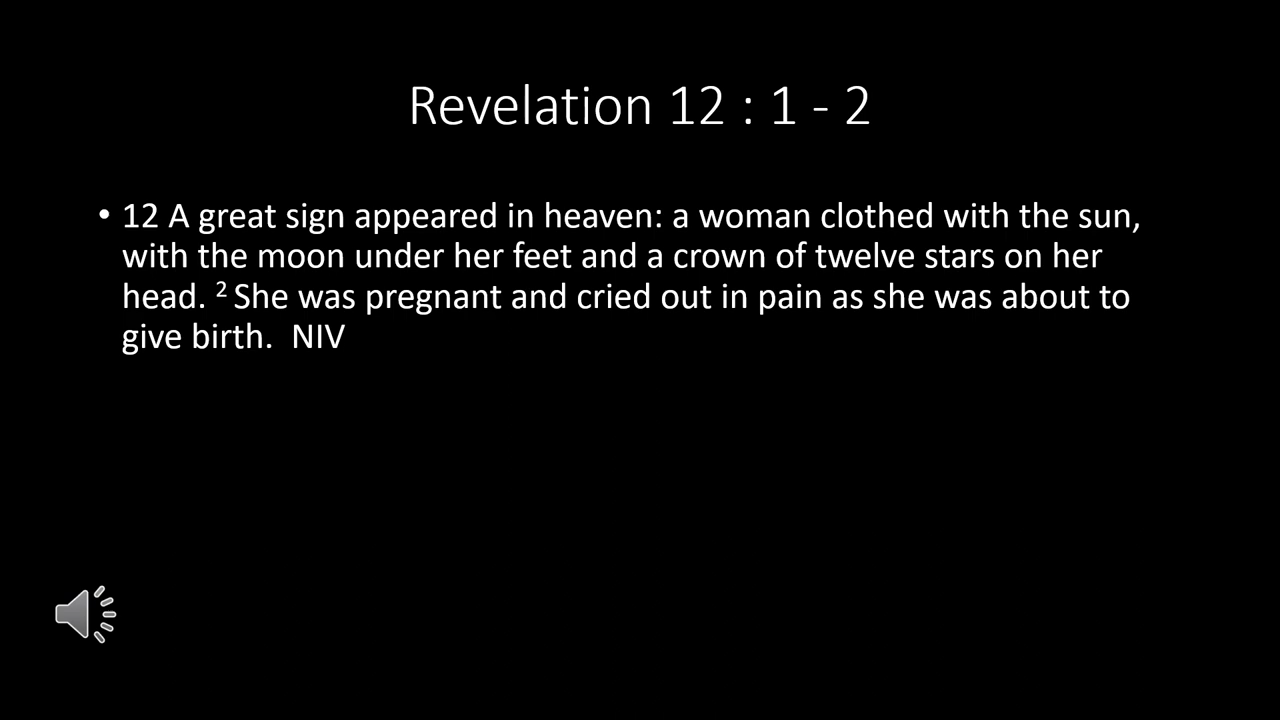 Revelation 12 : 1 - 2
• 12 A great sign appeared in heaven: a woman clothed with the sun,
with the moon under her feet and a crown of twelve stars on her
head. ² She was pregnant and cried out in pain as she was about to
give birth.  NIV